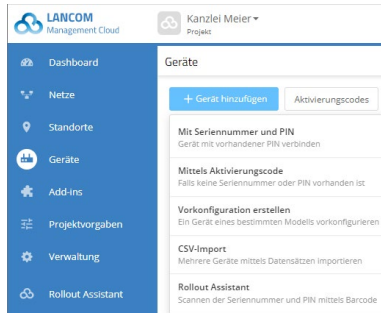 LANCOM
Management Cloud
Kanzlei Meier
Projekt
Dashboard
Netze
Standorte
Geräte
Add-ins
Projektvorgaben
Verwaltung
Rollout Assistant
Geräte
+ Gerät hinzufügen
Aktivierungscodes
Mit Seriennummer und PIN
Gerät mit vorhandener PIN verbinden
Mittels Aktivierungscode
Falls keine Seriennummer oder PIN vorhanden ist
Vorkonfiguration erstellen
Ein Gerät eines bestimmten Modells vorkonfigurieren
CSV-Import
Mehrere Geräte mittels Datensätzen importieren
Rollout Assistant
Scannen der Seriennummer und PIN mittels Barcode